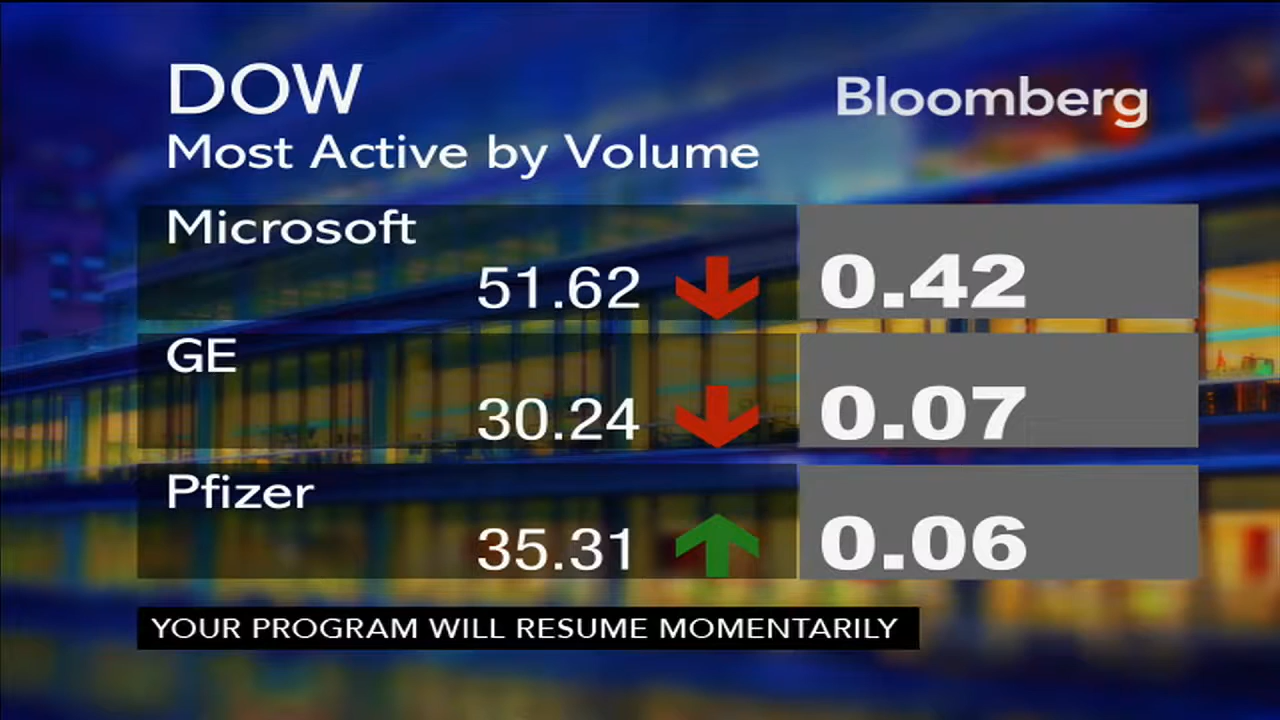 DOW
Bloomberg
Most Active by Volume
Microsoft
51.62 0.42
GE
30.24 0.07
Pfizer
35.31 0.06
YOUR PROGRAM WILL RESUME MOMENTARILY